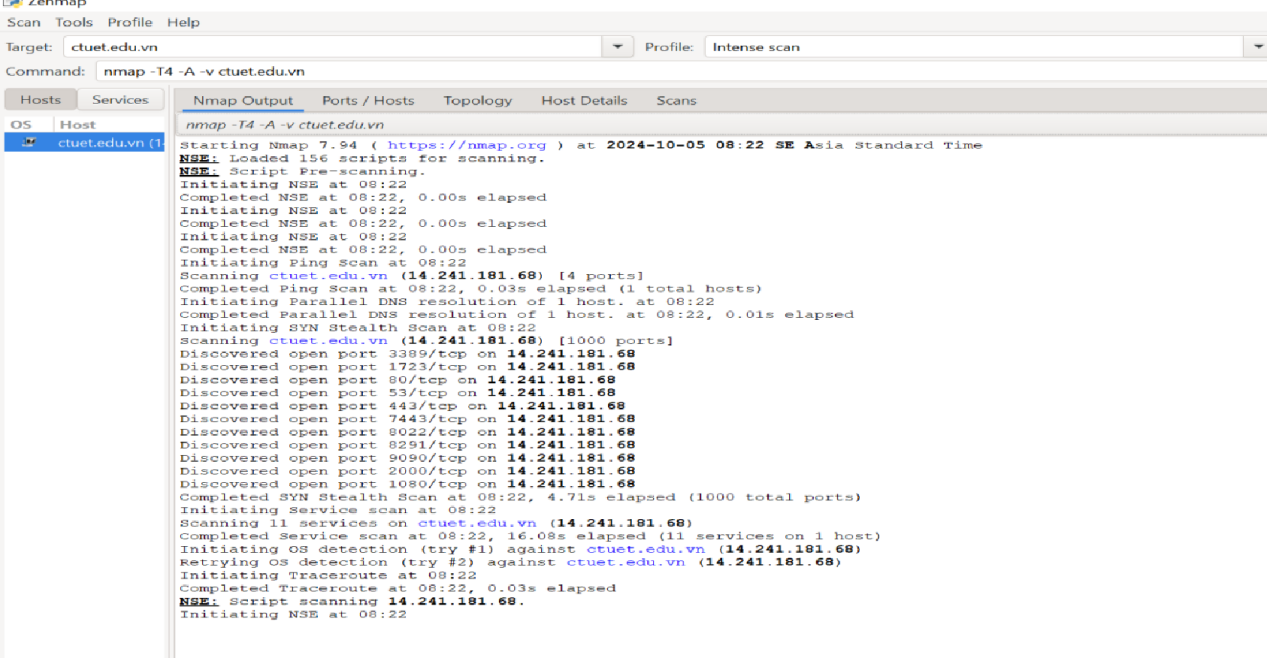 Zenmap
Scan Tools Profile Help
Target: ctuet.edu.vn Profile: Intense scan
Command: nmap -T4 -A -v ctuet.edu.vn
Hosts Services Nmap Output Ports / Hosts Topology Host Details Scans
OS Host nmap -T4 -A -v ctuet.edu.vn
ctuet.edu.vn (1
Starting Nmap 7.94 ( https://nmap.org ) at 2024-10-05 08:22 SE Asia Standard Time
NSE: Loaded 156 scripts for scanning.
NSE: Script Pre-scanning.
Initiating NSE at 08:22
Completed NSE at 08:22, 0.00s elapsed
Initiating NSE at 08:22
Completed NSE at 08:22, 0.00s elapsed
Initiating NSE at 08:22
Completed NSE at 08:22, 0.00s elapsed
Initiating Ping Scan at 08:22
Scanning ctuet.edu.vn (14.241.181.68) [4 ports]
Completed Ping Scan at 08:22, 0.03s elapsed (1 total hosts)
Initiating Parallel DNS resolution of 1 host. at 08:22
Completed Parallel DNS resolution of 1 host. at 08:22, 0.01s elapsed
Initiating SYN Stealth Scan at 08:22
Scanning ctuet.edu.vn (14.241.181.68) [1000 ports]
Discovered open port 3389/tcp on 14.241.181.68
Discovered open port 1723/tcp on 14.241.181.68
Discovered open port 80/tcp on 14.241.181.68
Discovered open port 53/tcp on 14.241.181.68
Discovered open port 443/tcp on 14.241.181.68
Discovered open port 7443/tcp on 14.241.181.68
Discovered open port 8022/tcp on 14.241.181.68
Discovered open port 8291/tcp on 14.241.181.68
Discovered open port 9090/tcp on 14.241.181.68
Discovered open port 2000/tcp on 14.241.181.68
Discovered open port 1080/tcp on 14.241.181.68
Completed SYN Stealth Scan at 08:22, 4.71s elapsed (1000 total ports)
Initiating Service scan at 08:22
Scanning 11 services on ctuet.edu.vn (14.241.181.68)
Completed Service scan at 08:22, 16.08s elapsed (11 services on 1 host)
Initiating OS detection (try #1) against ctuet.edu.vn (14.241.181.68)
Retrying OS detection (try #2) against ctuet.edu.vn (14.241.181.68)
Initiating Traceroute at 08:22
Completed Traceroute at 08:22, 0.03s elapsed
NSE: Script scanning 14.241.181.68.
Initiating NSE at 08:22